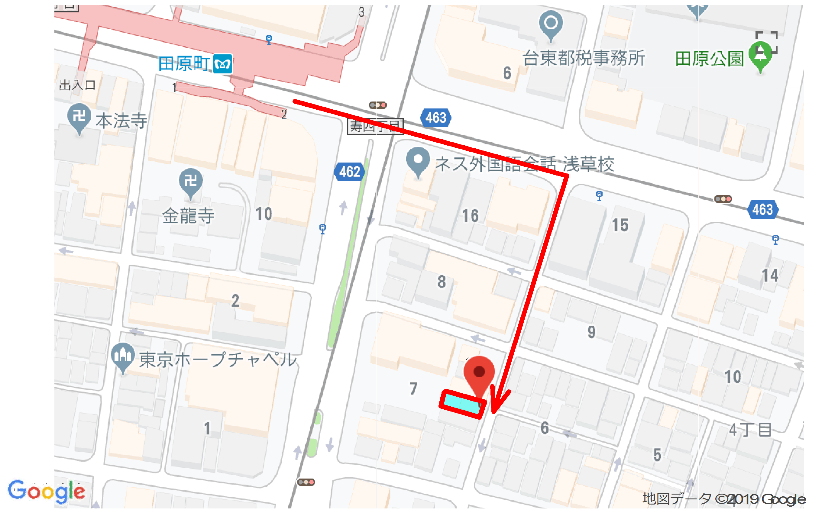 3
田原町
台東都税事務所
6
田原公園
出入口
1
2
本法寺
463
寿四丁目
ネス外国語会話 浅草校
462
金龍寺
10
16
463
15
8
14
2
9
東京ホープチャペル
7
10
1
6
4丁目
5
Google
地図データ ©2019 Google